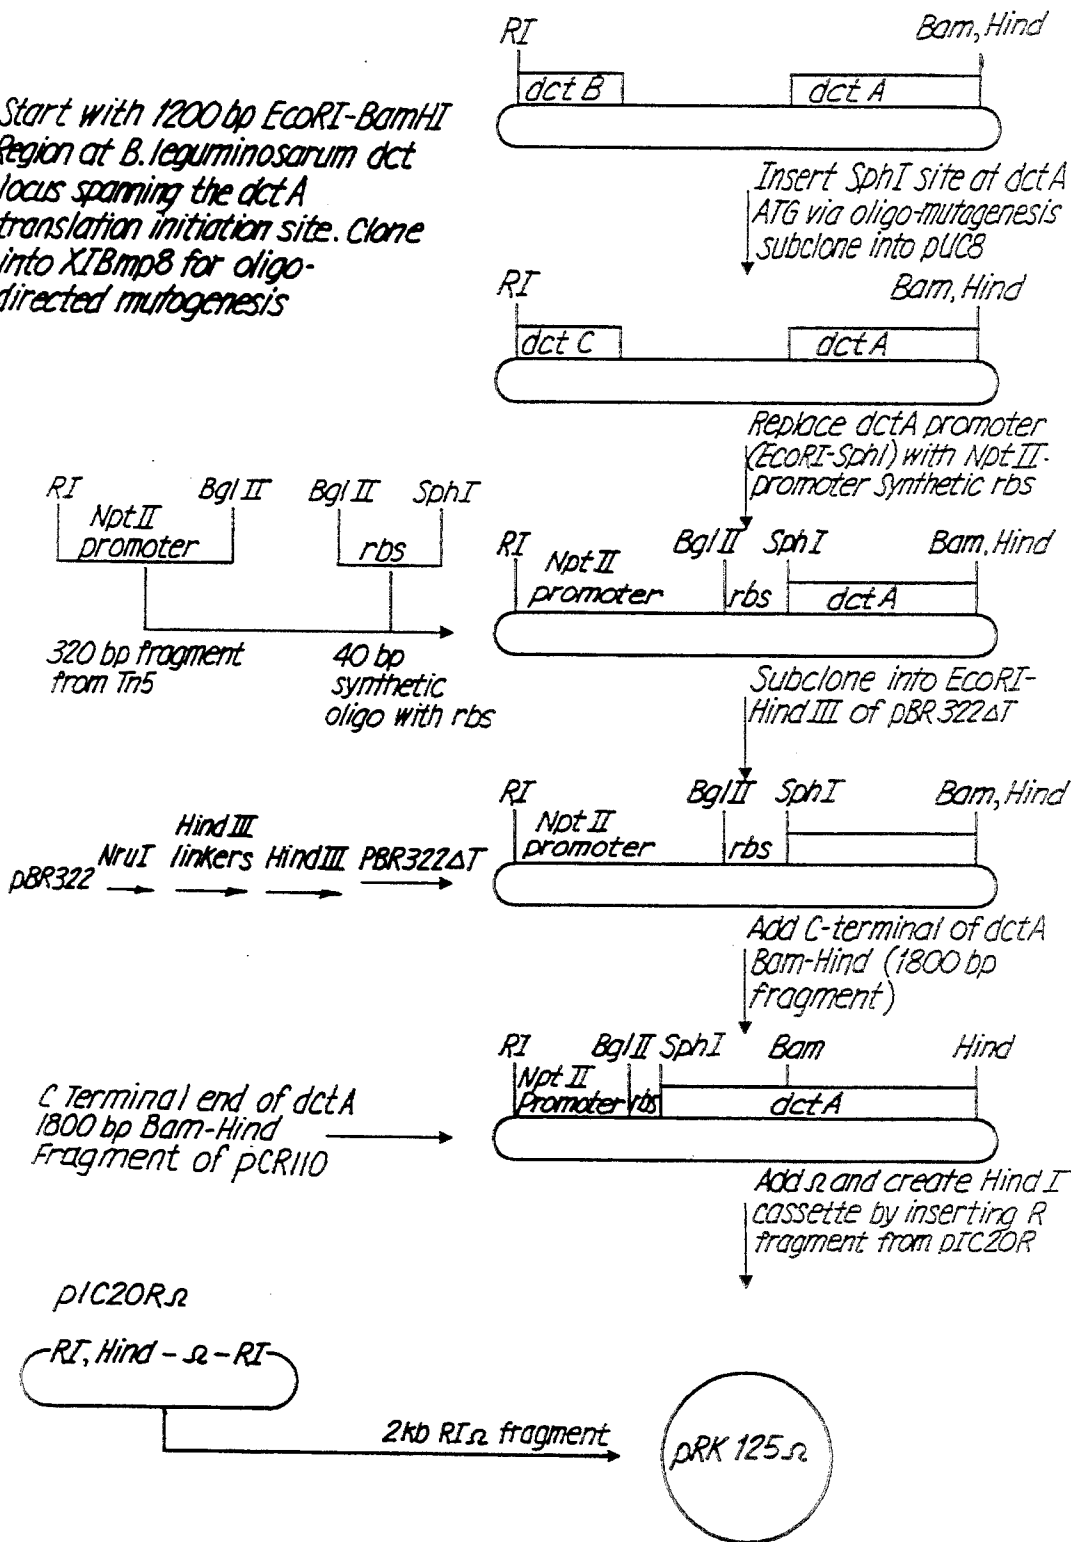 RI
Bam, Hind
dct B
dct A
Start with 1200 bp EcoRI-BamHI
Region at B. leguminosarum dct
locus spanning the dctA
translation initiation site. Clone
into XIBmp8 for oligo-
directed mutogenesis
Insert SphI site at dctA
ATG via oligo-mutagenesis
subclone into pUC8
RI
Bam, Hind
dct C
dct A
Replace dctA promoter
(EcoRI-SphI) with Npt II-
promoter Synthetic rbs
RI
Bgl II
Bgl II
SphI
Npt II
promoter
rbs
320 bp fragment
from Tn5
40 bp
synthetic
oligo with rbs
RI
Bgl II
SphI
Bam, Hind
Npt II
promoter
rbs
dct A
Subclone into EcoRI-
Hind III of pBR322ΔT
RI
Bgl II
SphI
Bam, Hind
Npt II
promoter
rbs
pBR322
NruI
Hind III
linkers
Hind III
PBR322ΔT
Add C-terminal of dctA
Bam-Hind (1800 bp
fragment)
RI
Bgl II
SphI
Bam
Hind
Npt II
Promoter
rbs
dctA
C Terminal end of dctA
1800 bp Bam-Hind
Fragment of pCR110
Add Ω and create Hind I
cassette by inserting R
fragment from pIC20R
pIC20RΩ
RI, Hind - Ω - RI
2kb RIΩ fragment
pRK 125Ω